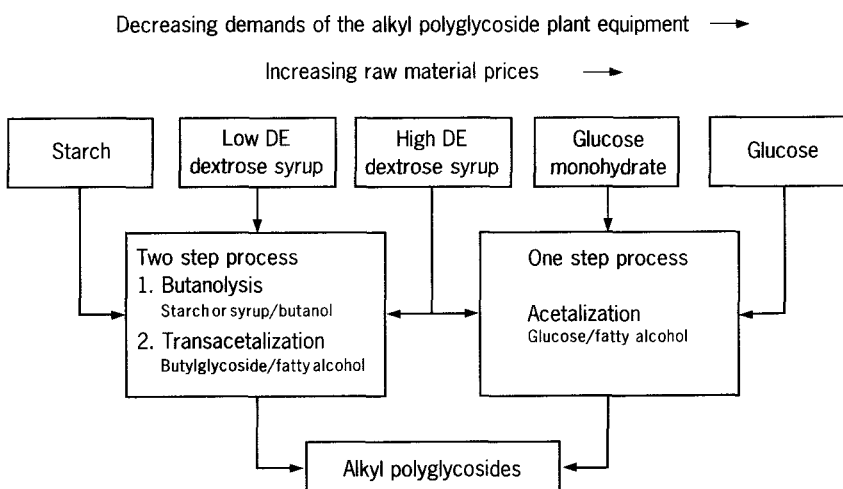 Decreasing demands of the alkyl polyglycoside plant equipment
Increasing raw material prices
Starch
Low DE
dextrose syrup
High DE
dextrose syrup
Glucose
monohydrate
Glucose
Two step process
1. Butanolysis
Starch or syrup/butanol
2. Transacetalization
Butylglycoside/fatty alcohol
One step process
Acetalization
Glucose/fatty alcohol
Alkyl polyglycosides